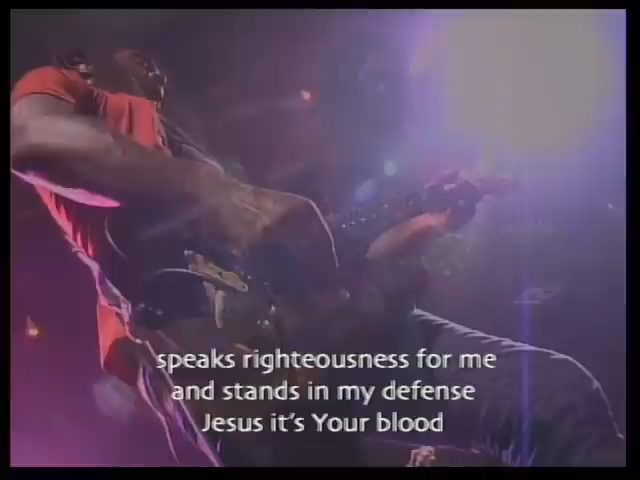 speaks righteousness for me
and stands in my defense
Jesus it's Your blood